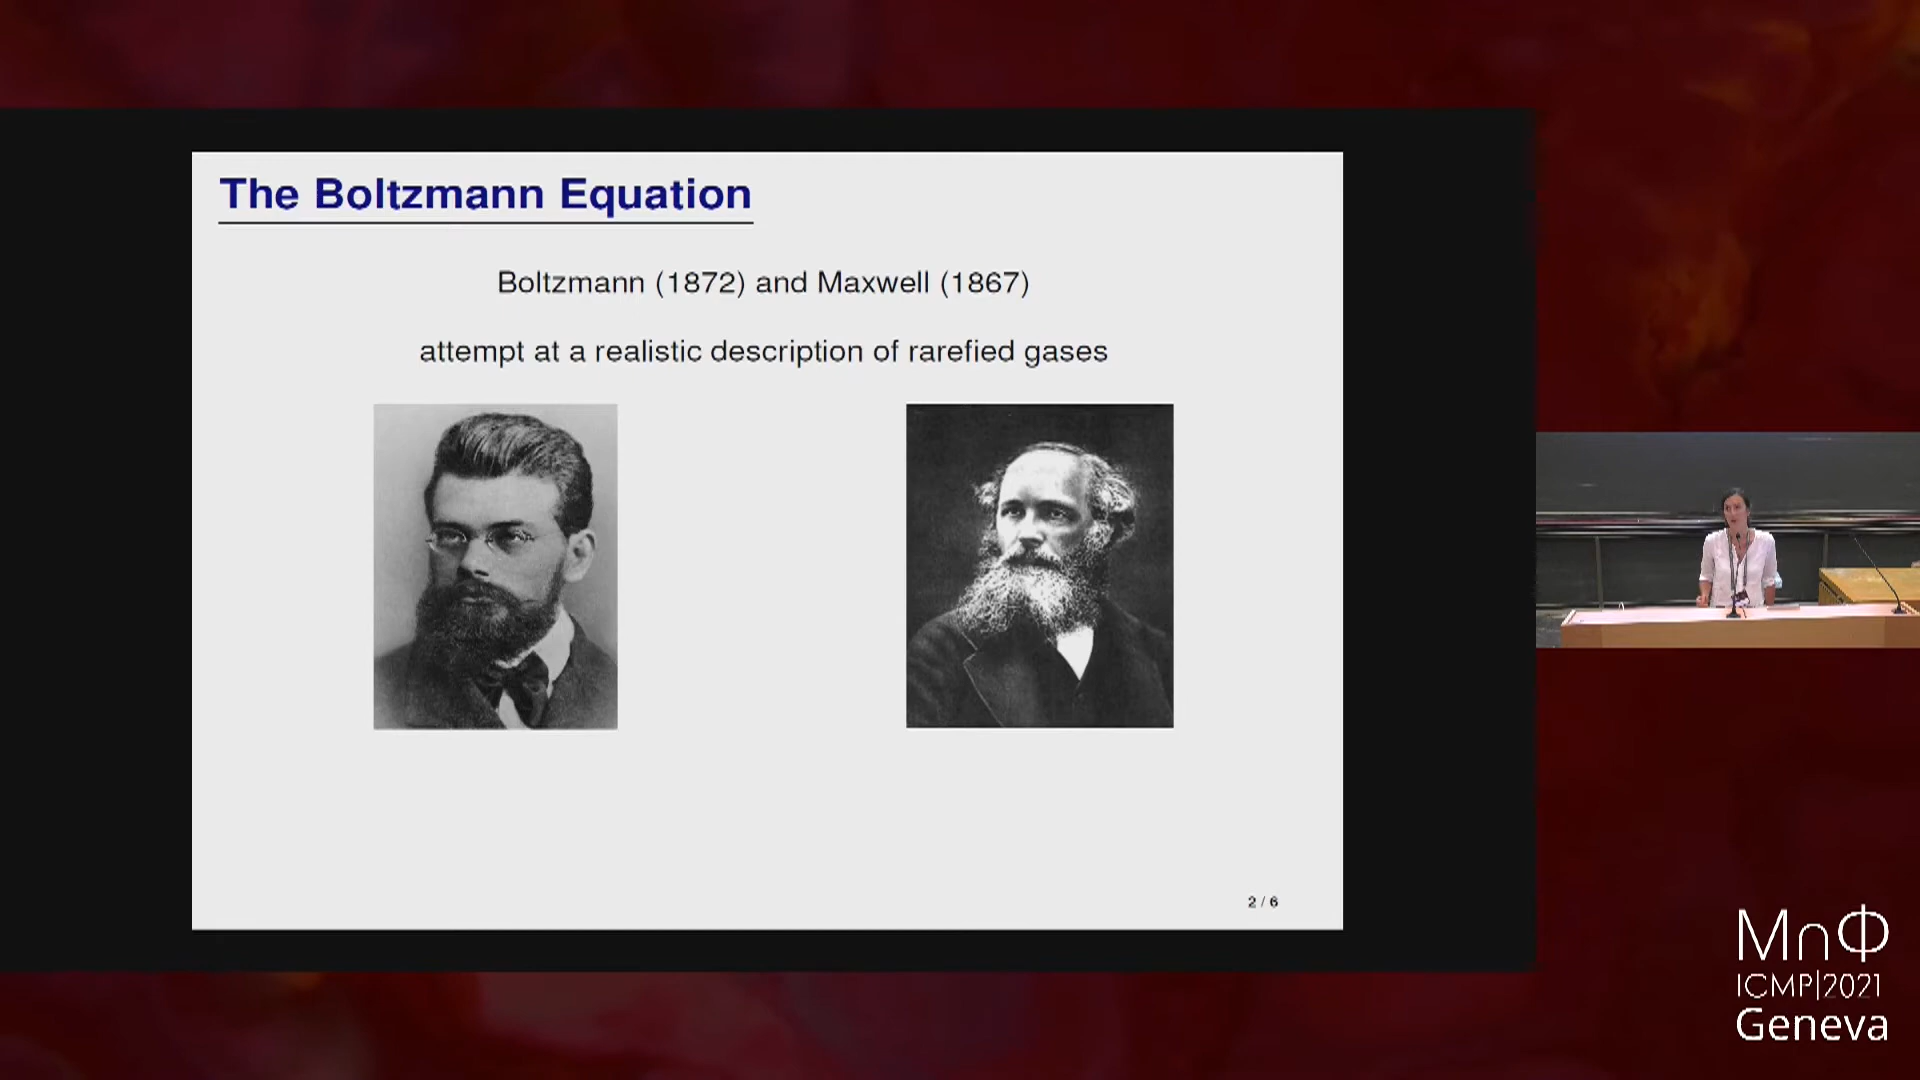 The Boltzmann Equation
Boltzmann (1872) and Maxwell (1867)
attempt at a realistic description of rarefied gases
2 / 6
M∩Φ
ICMP|2021
Geneva